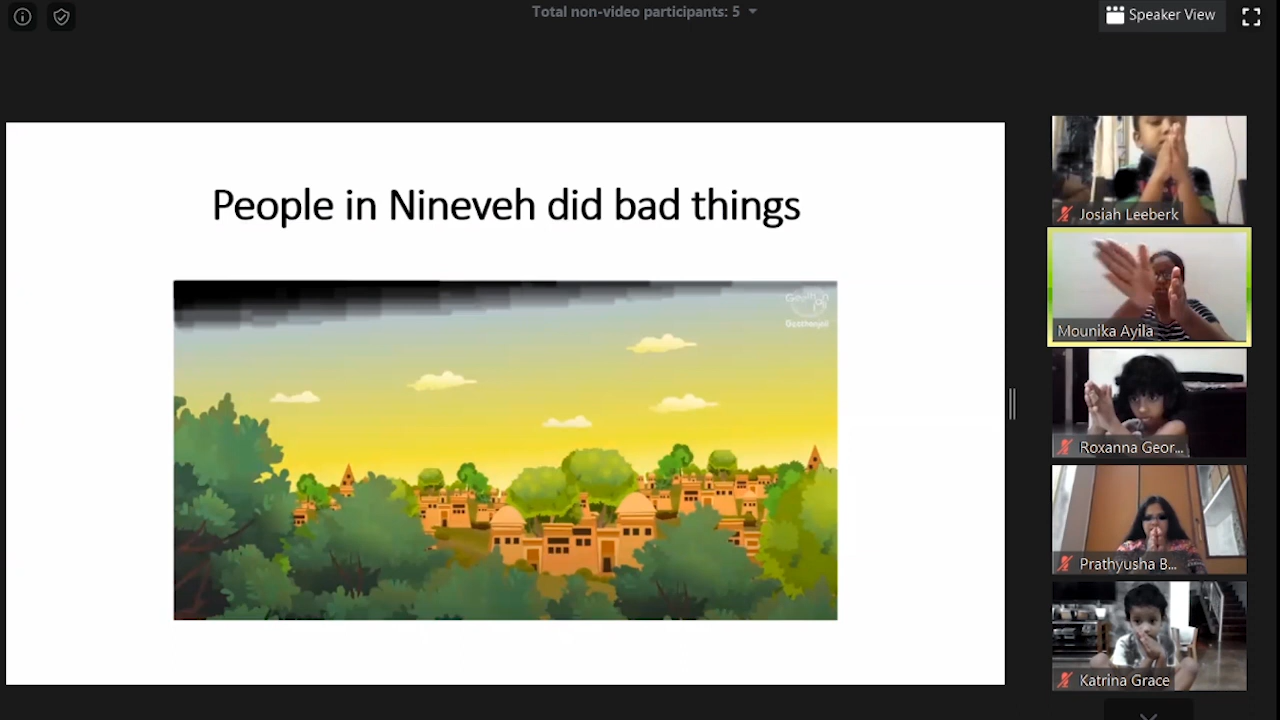 Total non-video participants: 5
Speaker View
People in Nineveh did bad things
Geethanjali
Josiah Leeberk
Mounika Ayila
Roxanna Geor...
Prathyusha B...
Katrina Grace